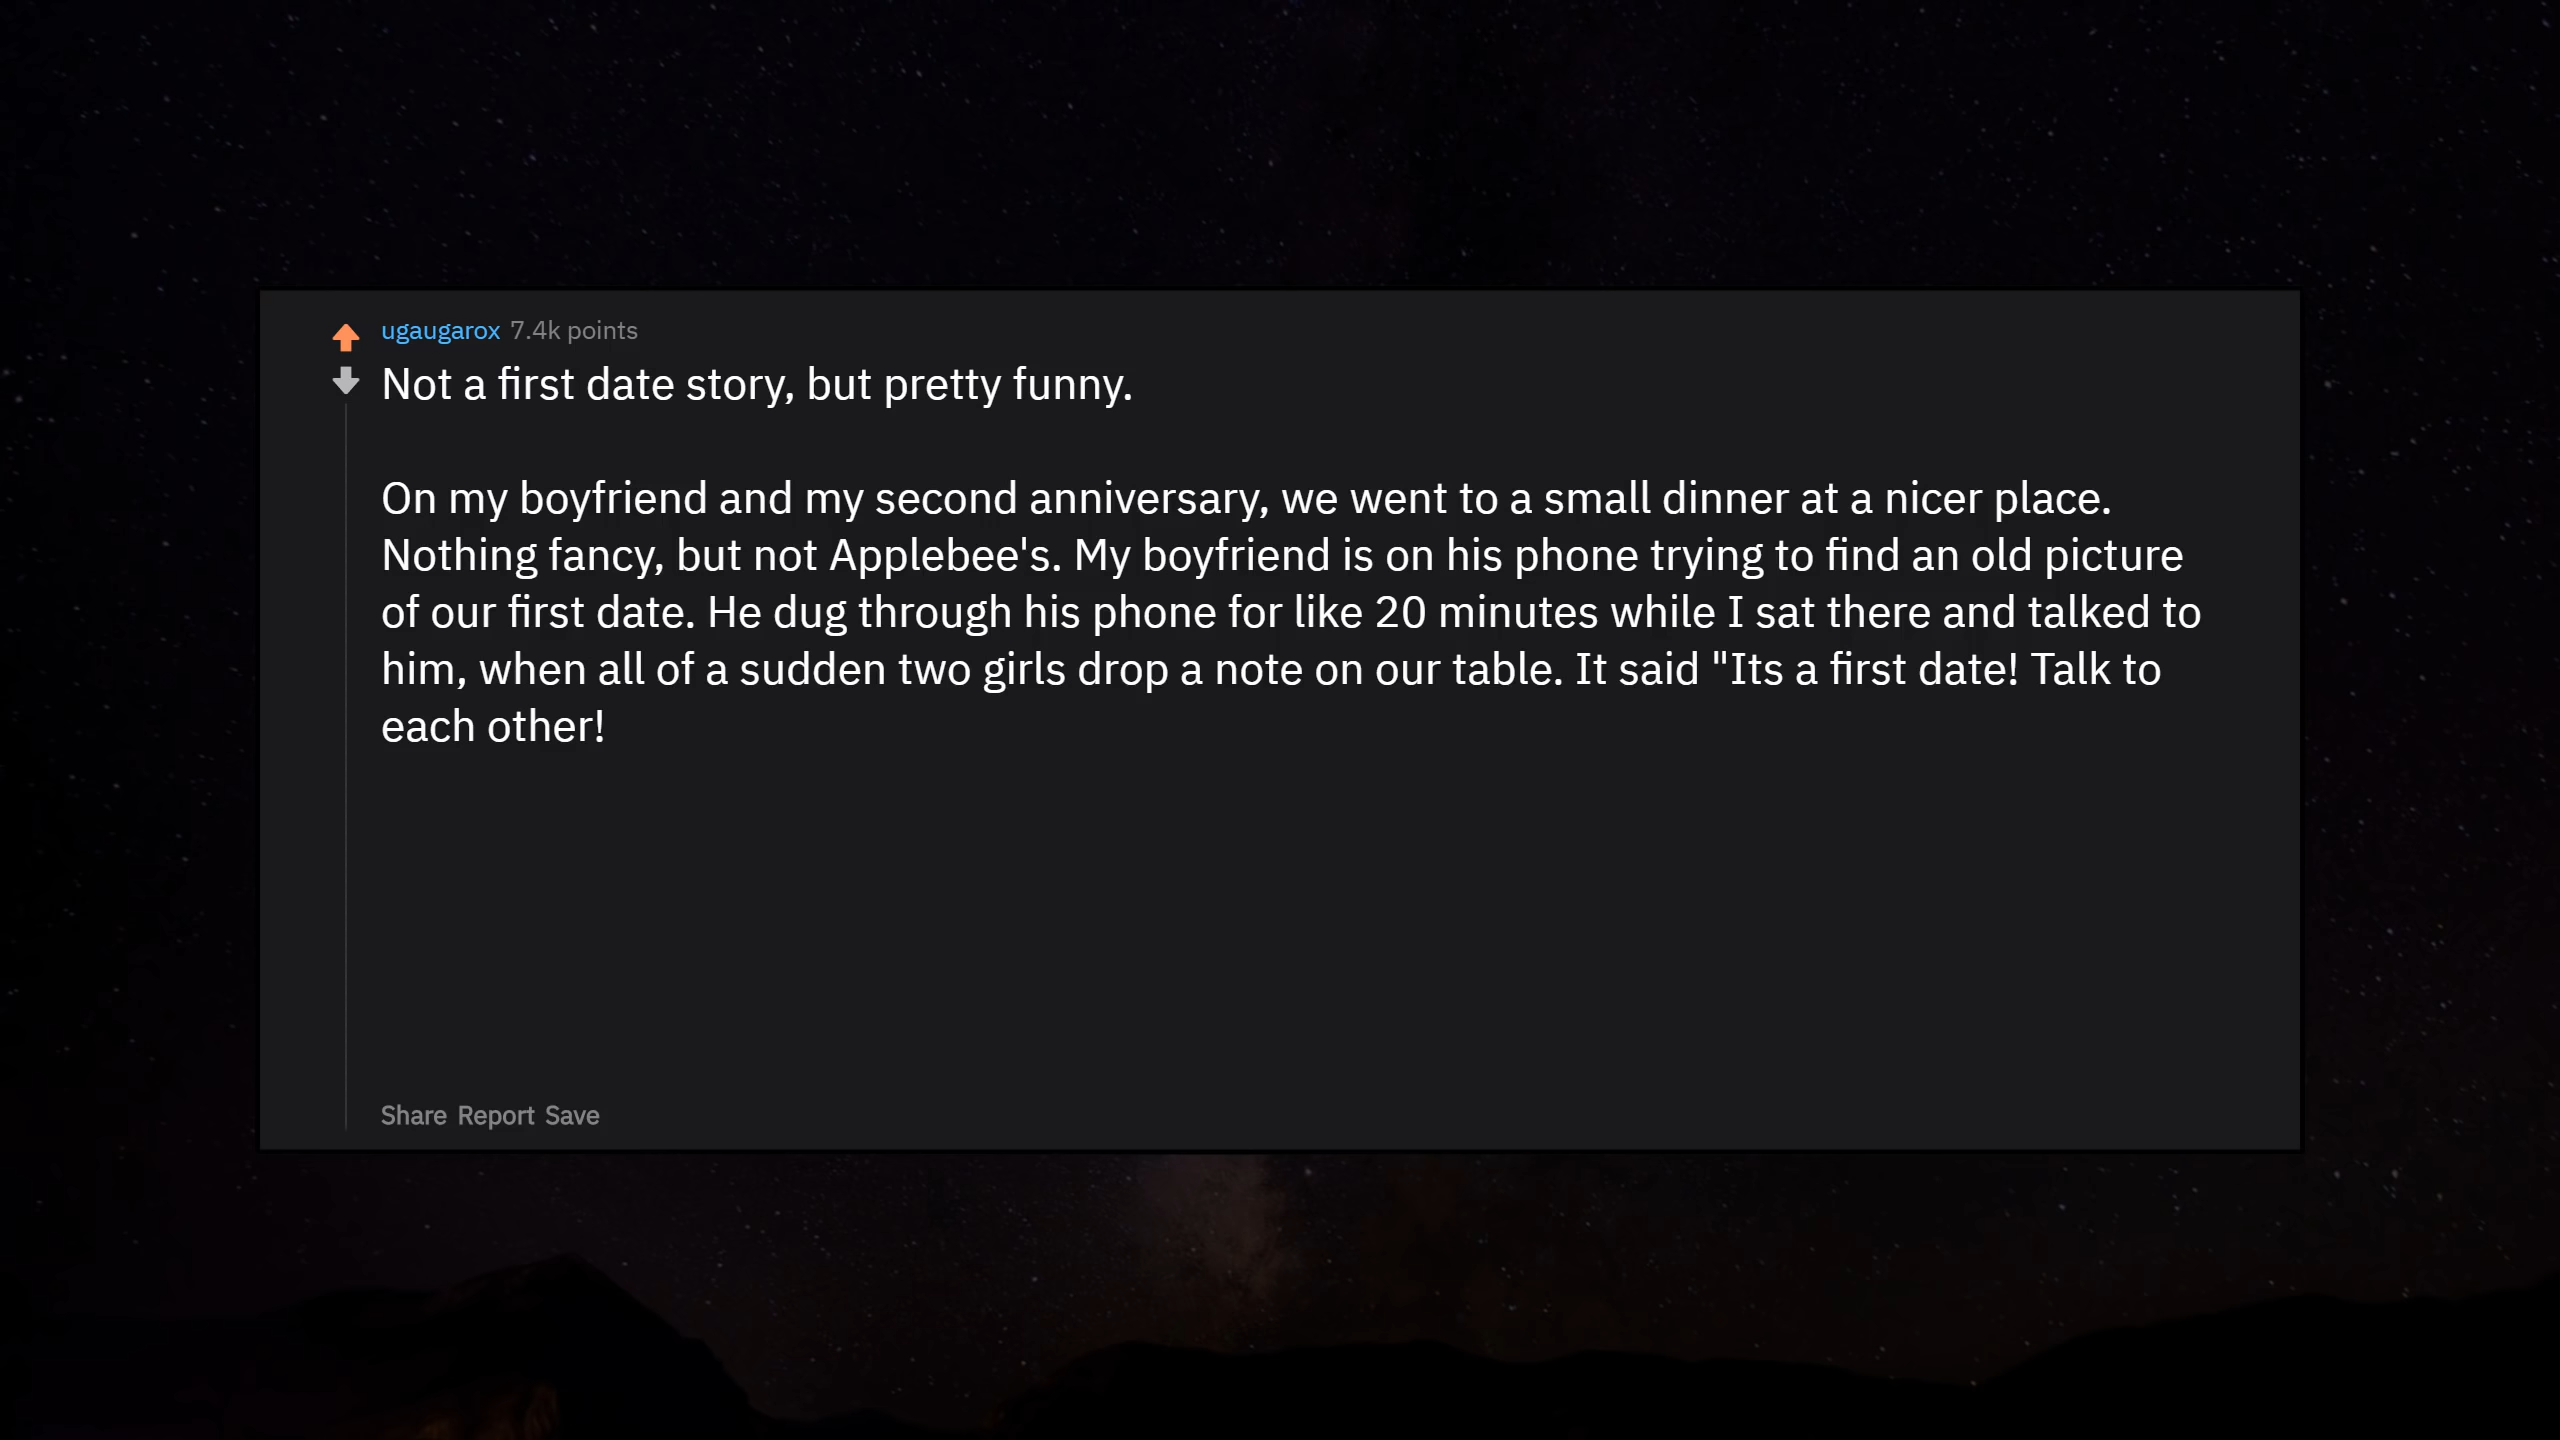 ugaugarox 7.4k points
Not a first date story, but pretty funny.
On my boyfriend and my second anniversary, we went to a small dinner at a nicer place.
Nothing fancy, but not Applebee's. My boyfriend is on his phone trying to find an old picture
of our first date. He dug through his phone for like 20 minutes while I sat there and talked to
him, when all of a sudden two girls drop a note on our table. It said "Its a first date! Talk to
each other!
Share Report Save